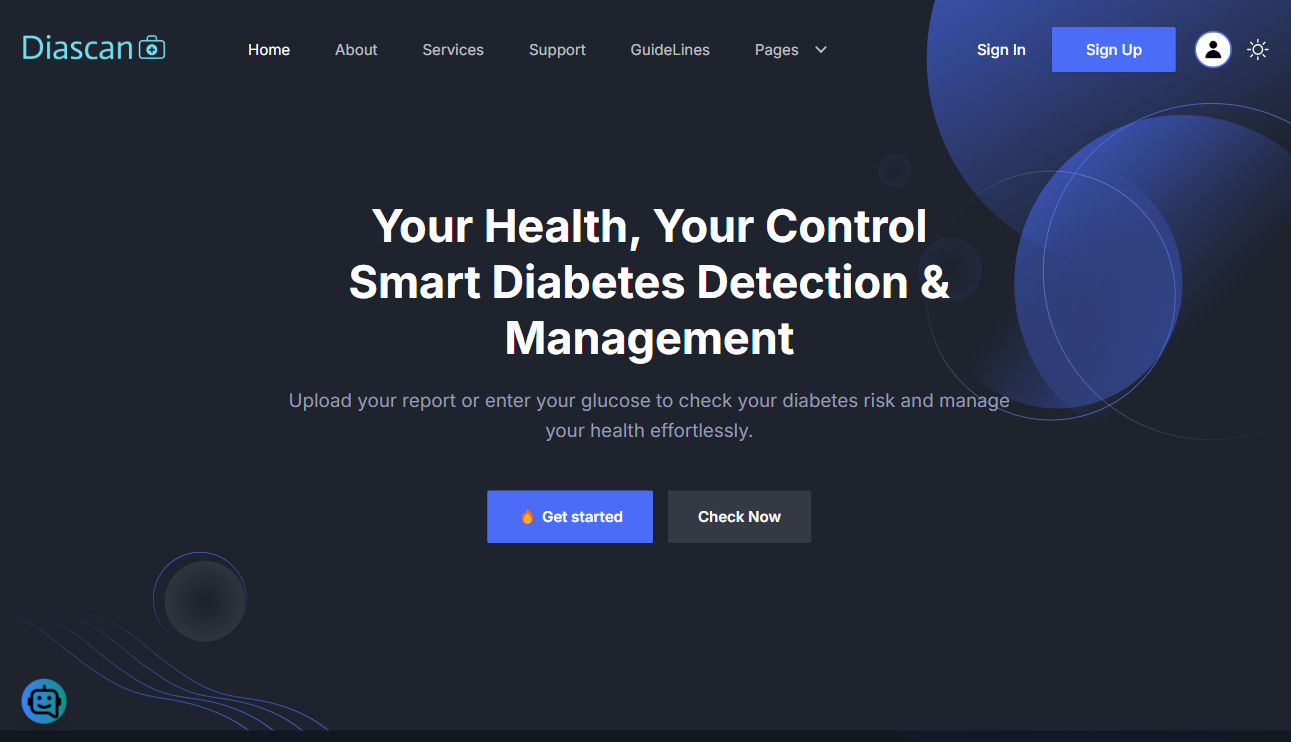 Diascan
Home
About
Services
Support
GuideLines
Pages
Sign In
Sign Up
Your Health, Your Control
Smart Diabetes Detection &
Management
Upload your report or enter your glucose to check your diabetes risk and manage
your health effortlessly.
🔥 Get started
Check Now